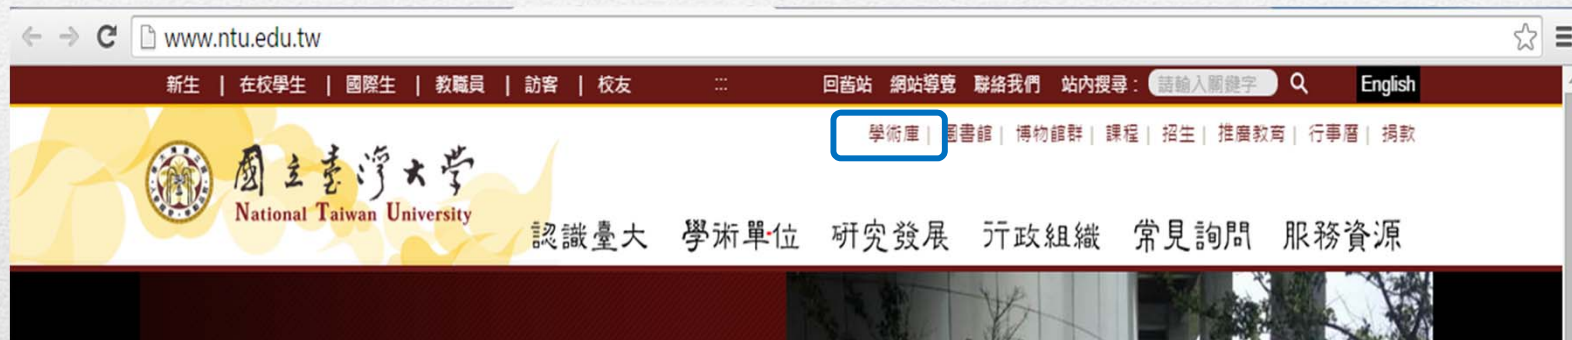 www.ntu.edu.tw
新生 | 在校學生 | 國際生 | 教職員 | 訪客 | 校友 ::: 回舊站 網站導覽 聯絡我們 站內搜尋： 請輸入關鍵字 English
學術庫 | 圖書館 | 博物館群 | 課程 | 招生 | 推廣教育 | 行事曆 | 捐款
國立臺灣大学
National Taiwan University
認識臺大 學術單位 研究發展 行政組織 常見詢問 服務資源